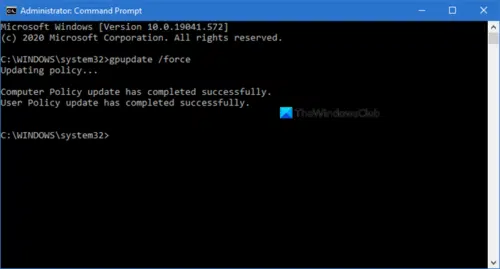 Administrator: Command Prompt
Microsoft Windows [Version 10.0.19041.572]
(c) 2020 Microsoft Corporation. All rights reserved.
C:\WINDOWS\system32>gpupdate /force
Updating policy...
Computer Policy update has completed successfully.
User Policy update has completed successfully.
TheWindowsClub
C:\WINDOWS\system32>